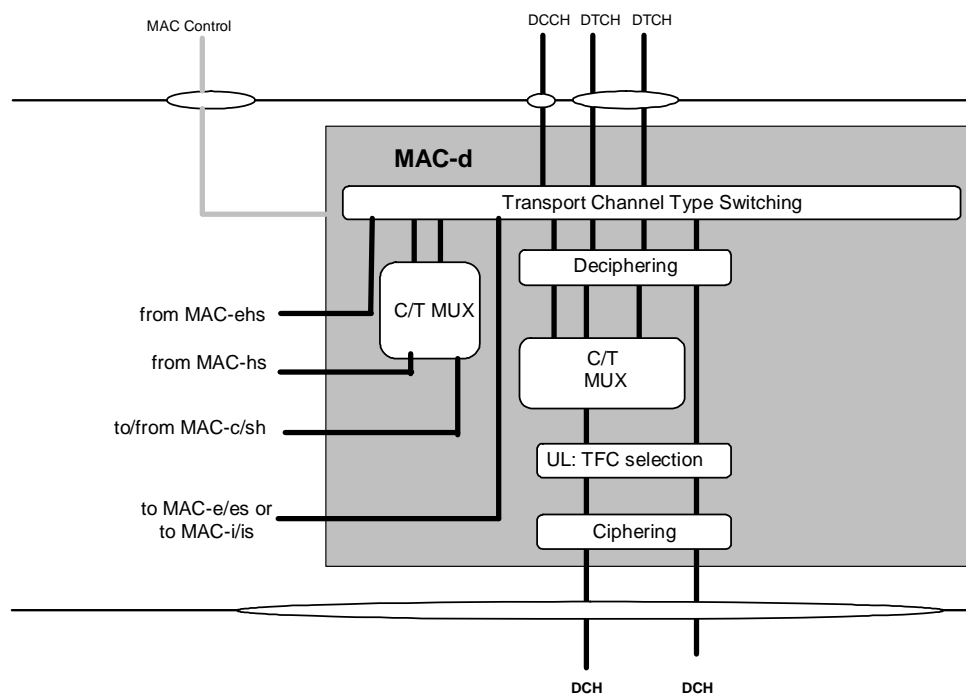 MAC Control
DCCH DTCH DTCH
MAC-d
Transport Channel Type Switching
Deciphering
from MAC-ehs
C/T MUX
from MAC-hs
C/T
MUX
to/from MAC-c/sh
UL: TFC selection
to MAC-e/es or
to MAC-i/is
Ciphering
DCH DCH